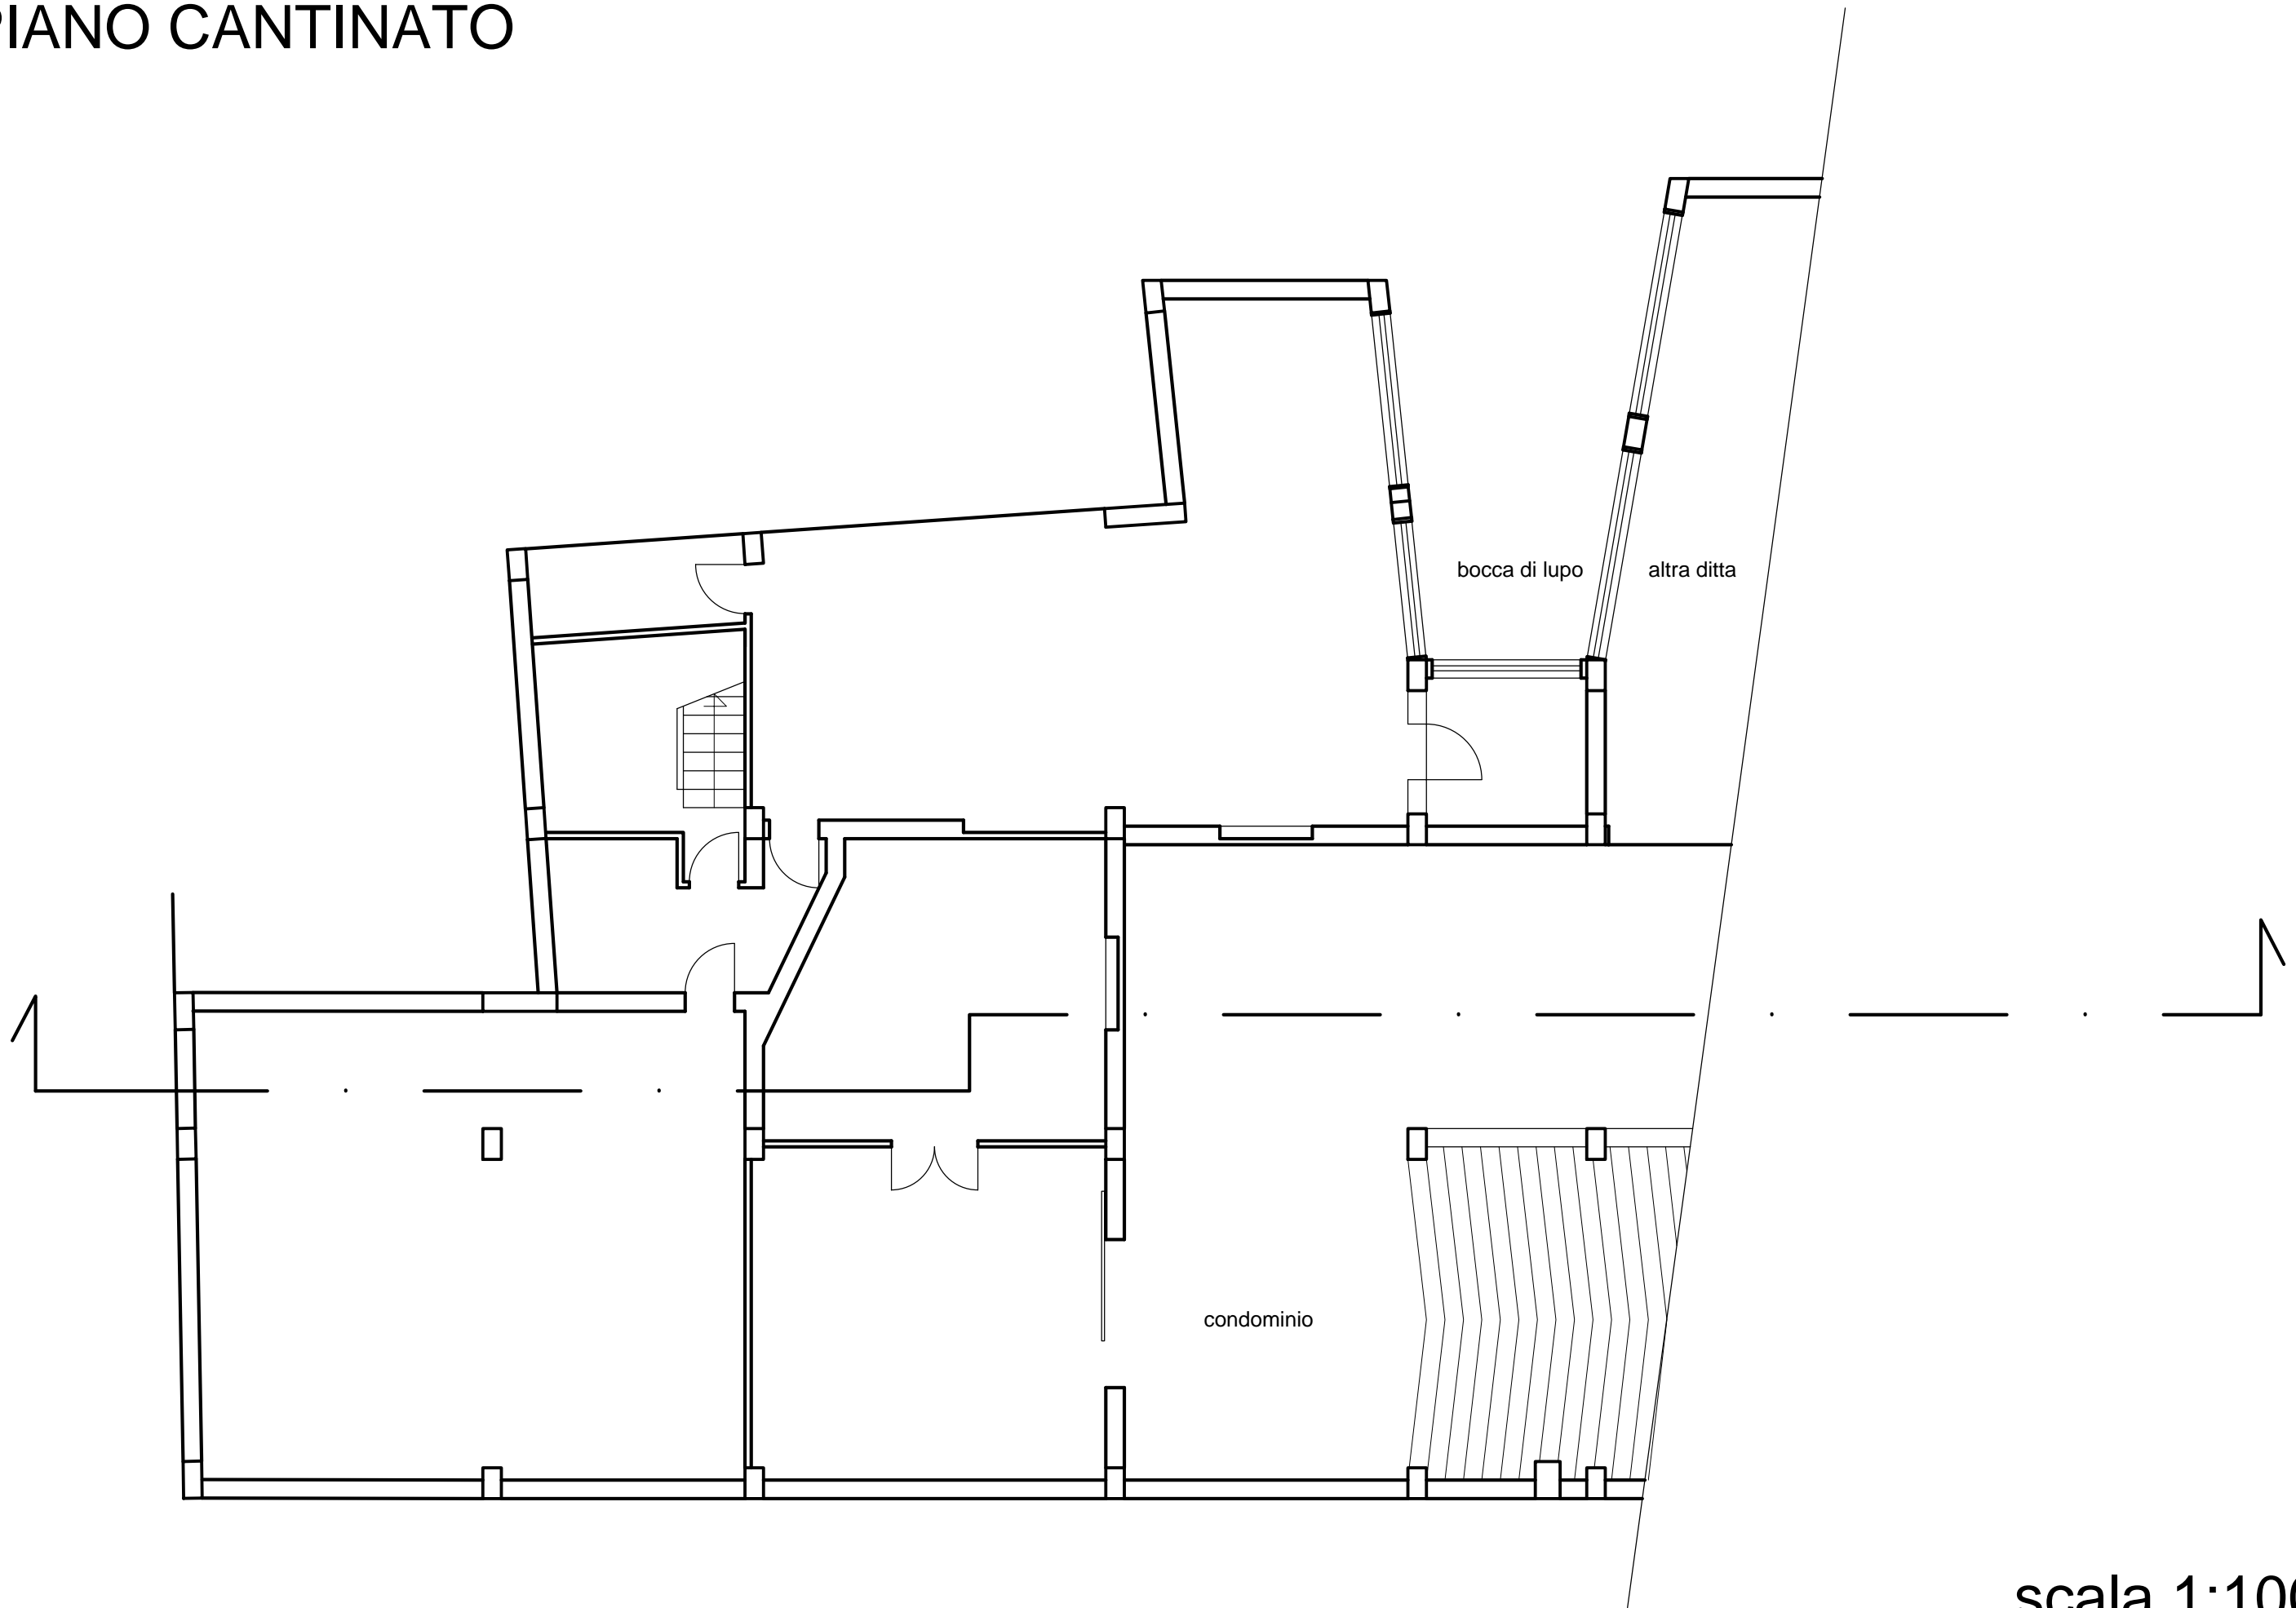 PIANO CANTINATO
bocca di lupo
altra ditta
condominio
scala 1:100